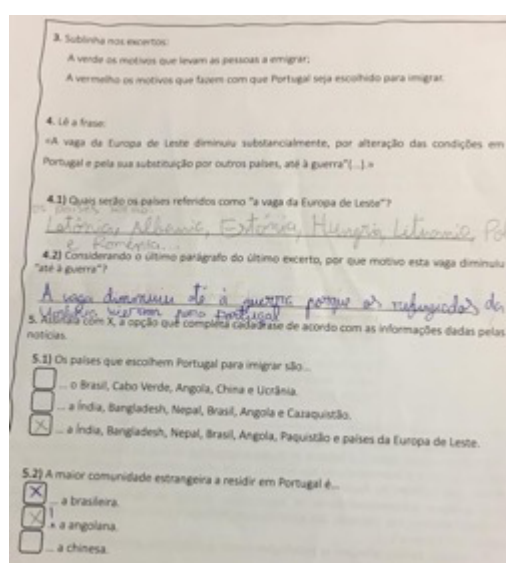 3. Sublinha nos excertos:
A verde os motivos que levam as pessoas a emigrar;
A vermelho os motivos que fazem com que Portugal seja escolhido para imigrar.
4. Lê a frase:
«A vaga da Europa de Leste diminuiu substancialmente, por alteração das condições em
Portugal e pela sua substituição por outros países, até à guerra"(...).»
4.1) Quais serão os países referidos como "a vaga da Europa de Leste"?
os países
Letónia, Albania, Estónia, Hungria, Lituania, Po
e Roménia...
4.2) Considerando o último parágrafo do último excerto, por que motivo esta vaga diminuiu
"até à guerra"?
A vaga diminuiu até à guerra porque os refugiados da
Ucrânia vieram para Portugal
5. Assinala com X, a opção que completa cada frase de acordo com as informações dadas pelas
notícias.
5.1) Os países que escolhem Portugal para imigrar são...
... o Brasil, Cabo Verde, Angola, China e Ucrânia.
... a Índia, Bangladesh, Nepal, Brasil, Angola e Cazaquistão.
X ... a Índia, Bangladesh, Nepal, Brasil, Angola, Paquistão e países da Europa de Leste.
5.2) A maior comunidade estrangeira a residir em Portugal é...
X ... a brasileira.
X a angolana.
... a chinesa.